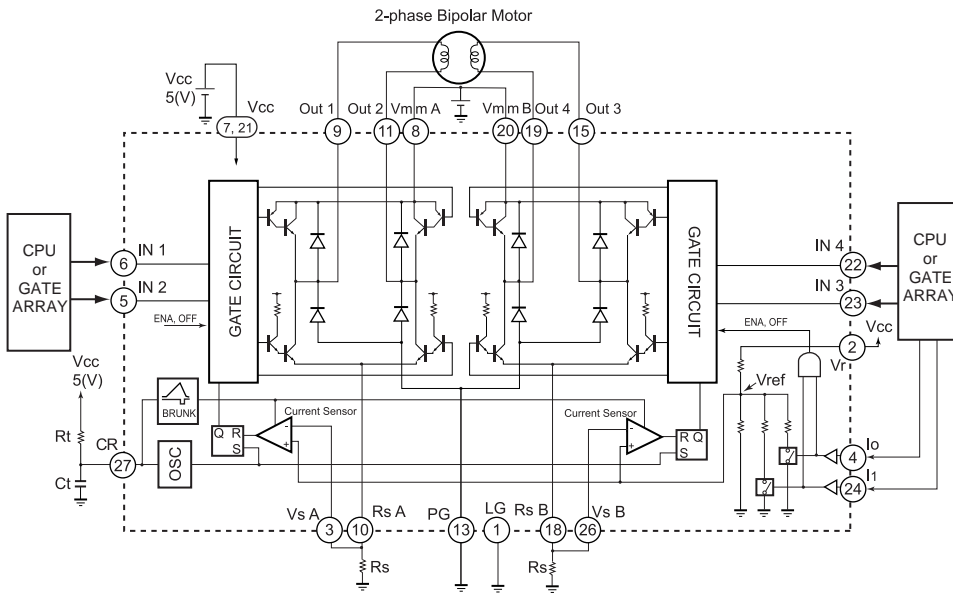 2-phase Bipolar Motor
Vcc
5(V)
Vcc
7, 21
Out 1
9
Out 2
11
Vmm A
8
Vmm B
20
Out 4
19
Out 3
15
CPU
or
GATE
ARRAY
IN 1
6
IN 2
5
ENA, OFF
GATE CIRCUIT
GATE CIRCUIT
IN 4
22
IN 3
23
CPU
or
GATE
ARRAY
ENA, OFF
Vcc
2
Vr
Vref
Vcc
5(V)
Rt
CR
27
Ct
BRUNK
OSC
Q R
S
Current Sensor
-
+
Current Sensor
-
+
R Q
S
Io
4
I1
24
Vs A
3
Rs A
10
PG
13
LG
1
Rs B
18
Vs B
26
Rs
Rs